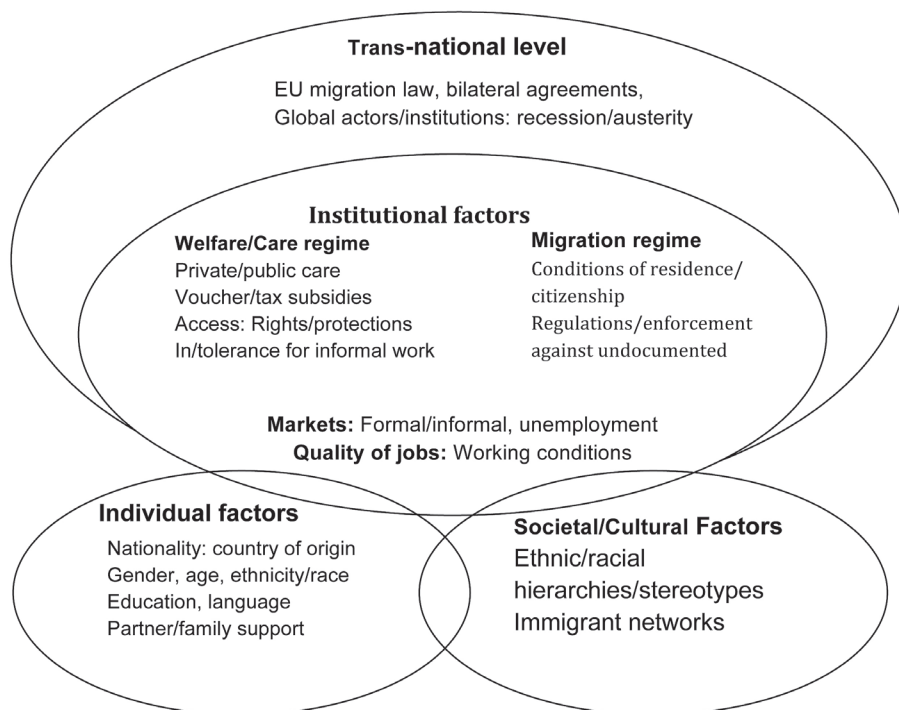 Trans-national level
EU migration law, bilateral agreements,
Global actors/institutions: recession/austerity
Institutional factors
Welfare/Care regime
Private/public care
Voucher/tax subsidies
Access: Rights/protections
In/tolerance for informal work
Migration regime
Conditions of residence/
citizenship
Regulations/enforcement
against undocumented
Markets: Formal/informal, unemployment
Quality of jobs: Working conditions
Individual factors
Nationality: country of origin
Gender, age, ethnicity/race
Education, language
Partner/family support
Societal/Cultural Factors
Ethnic/racial
hierarchies/stereotypes
Immigrant networks